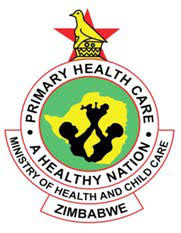 • PRIMARY HEALTH CARE •
A HEALTHY NATION
MINISTRY OF HEALTH AND CHILD CARE
ZIMBABWE